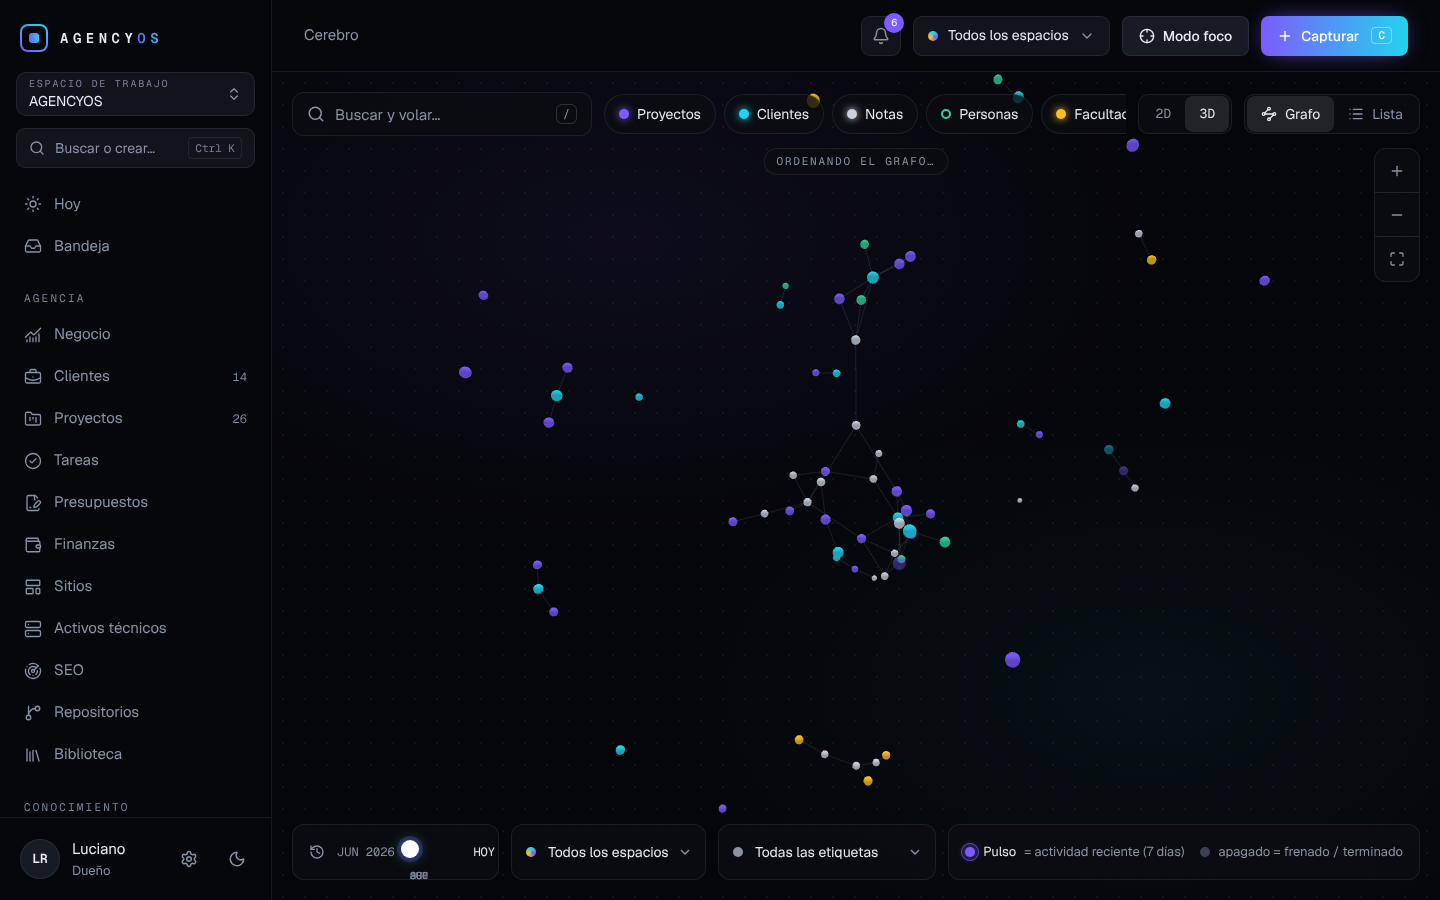 AGENCYOS
ESPACIO DE TRABAJO
AGENCYOS
Buscar o crear...
Ctrl K
Hoy
Bandeja
AGENCIA
Negocio
Clientes 14
Proyectos 26
Tareas
Presupuestos
Finanzas
Sitios
Activos técnicos
SEO
Repositorios
Biblioteca
CONOCIMIENTO
LR
Luciano
Dueño
Cerebro
6
Todos los espacios
Modo foco
Capturar C
Buscar y volar... /
Proyectos
Clientes
Notas
Personas
Facultac
2D 3D
Grafo
Lista
ORDENANDO EL GRAFO…
JUN 2026
HOY
Todos los espacios
Todas las etiquetas
Pulso = actividad reciente (7 días)
apagado = frenado / terminado